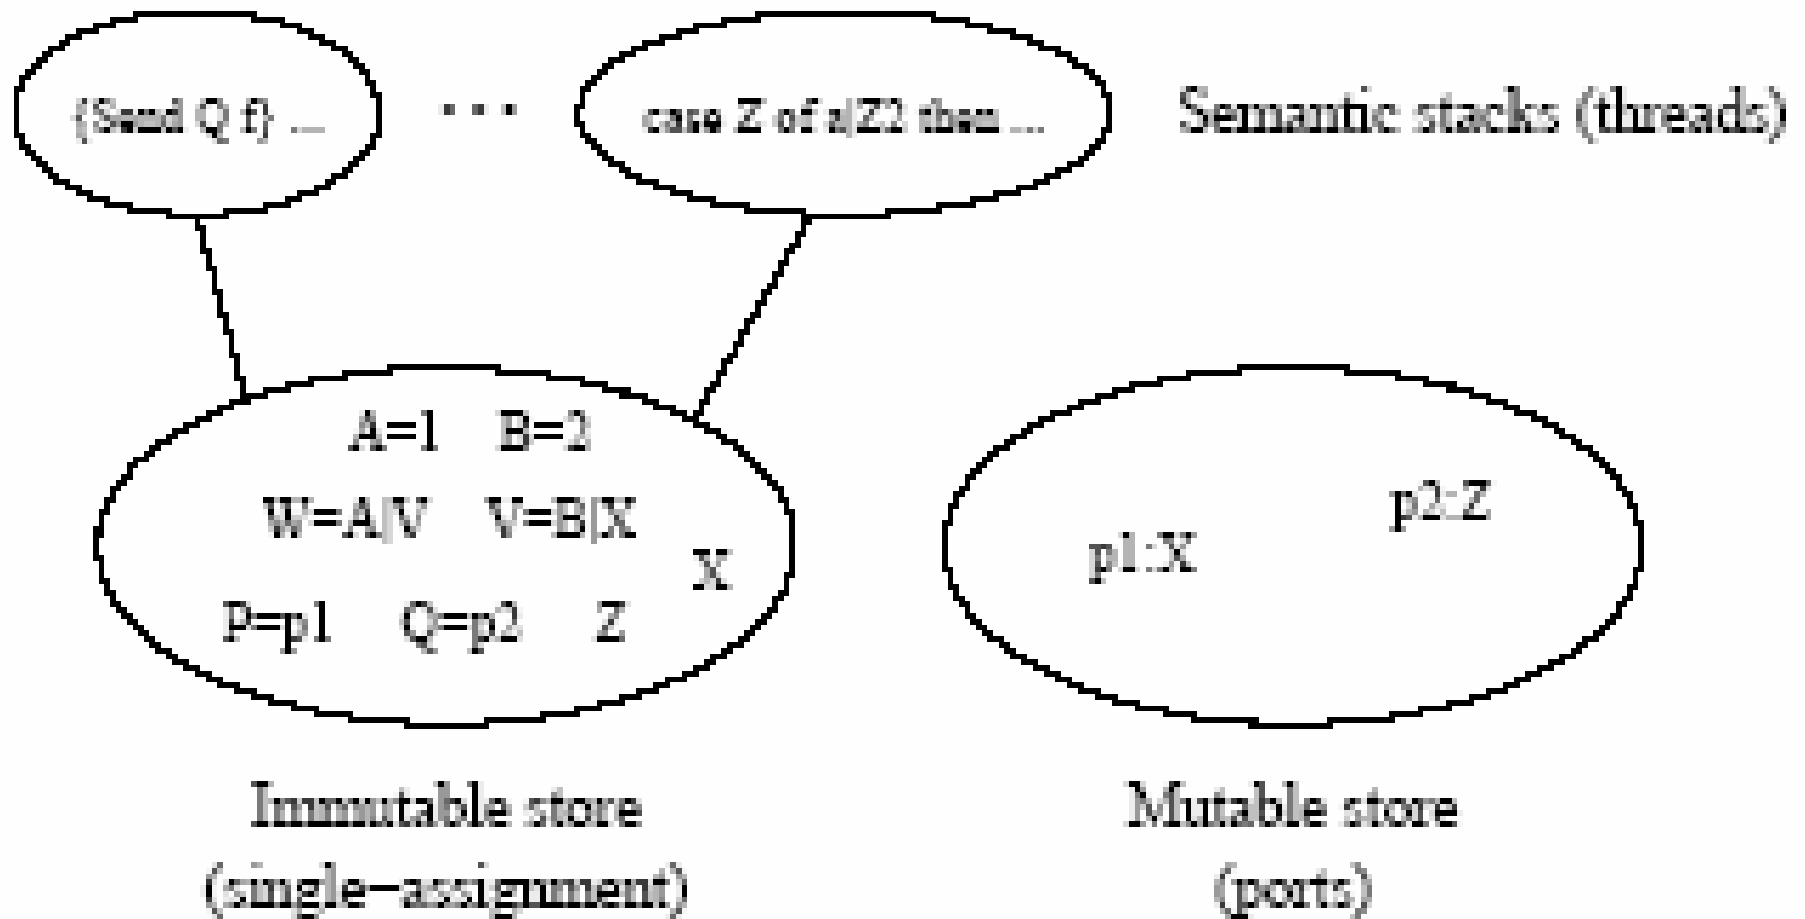 {Send Q f} ... ... case Z of a|Z2 then ... Semantic stacks (threads)
A=1 B=2
W=A|V V=B|X
X
P=p1 Q=p2 Z
p2:Z
p1:X
Immutable store
(single-assignment)
Mutable store
(ports)